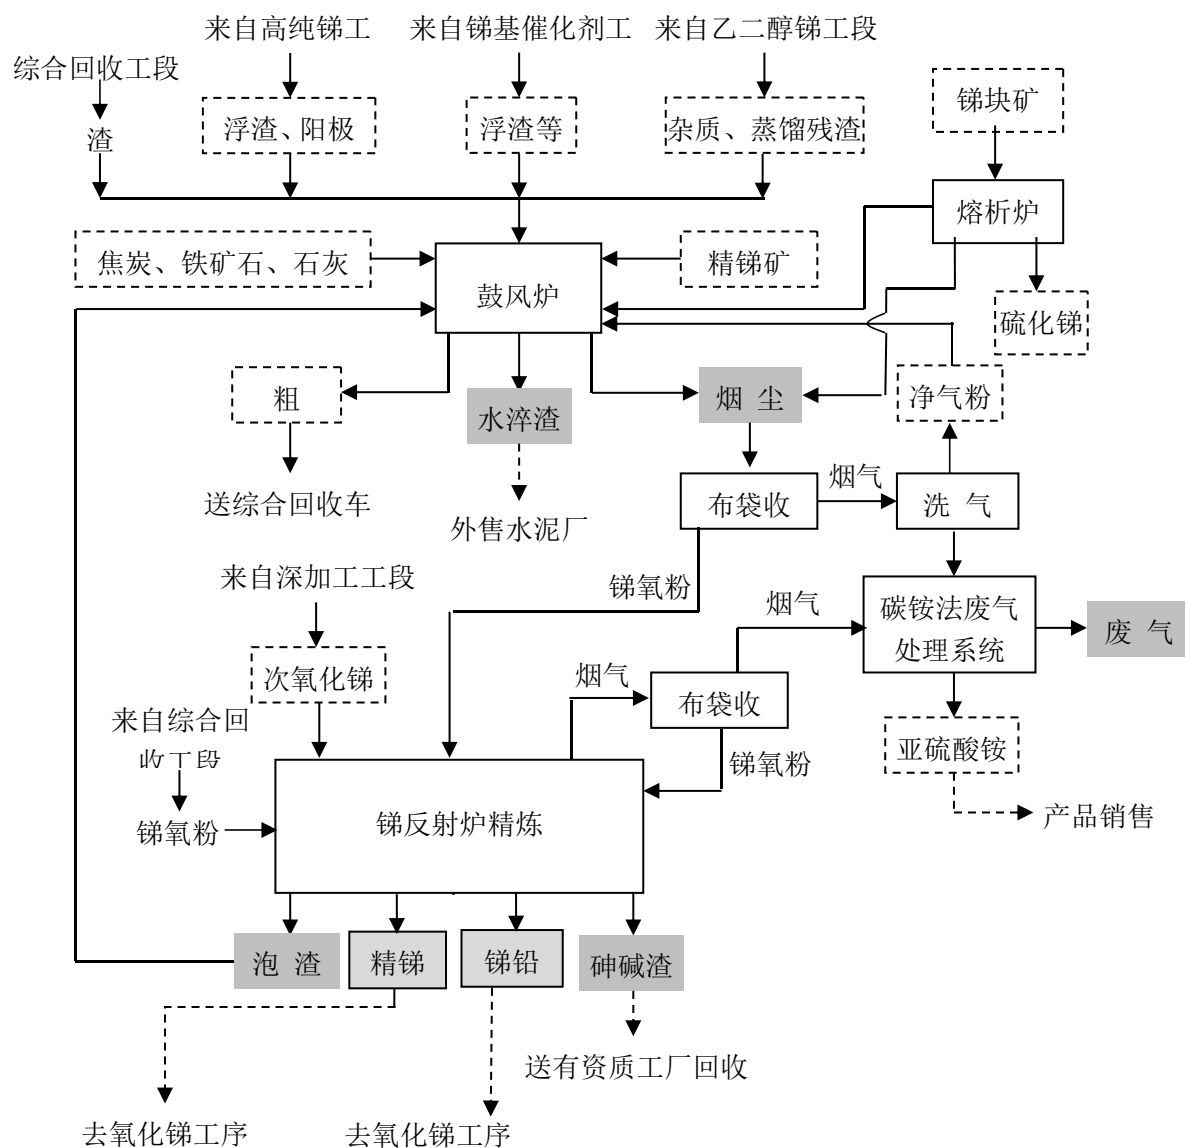 来自高纯锑工
来自锑基催化剂工
来自乙二醇锑工段
综合回收工段
锑块矿
渣
浮渣、阳极
浮渣等
杂质、蒸馏残渣
熔析炉
焦炭、铁矿石、石灰
精锑矿
鼓风炉
硫化锑
粗
水淬渣
烟 尘
净气粉
送综合回收车
外售水泥厂
布袋收
烟气
洗 气
来自深加工工段
锑氧粉
烟气
碳铵法废气
处理系统
废 气
次氧化锑
烟气
布袋收
来自综合回
收工段
锑氧粉
亚硫酸铵
锑氧粉
锑反射炉精炼
产品销售
泡 渣
精锑
锑铅
砷碱渣
送有资质工厂回收
去氧化锑工序
去氧化锑工序